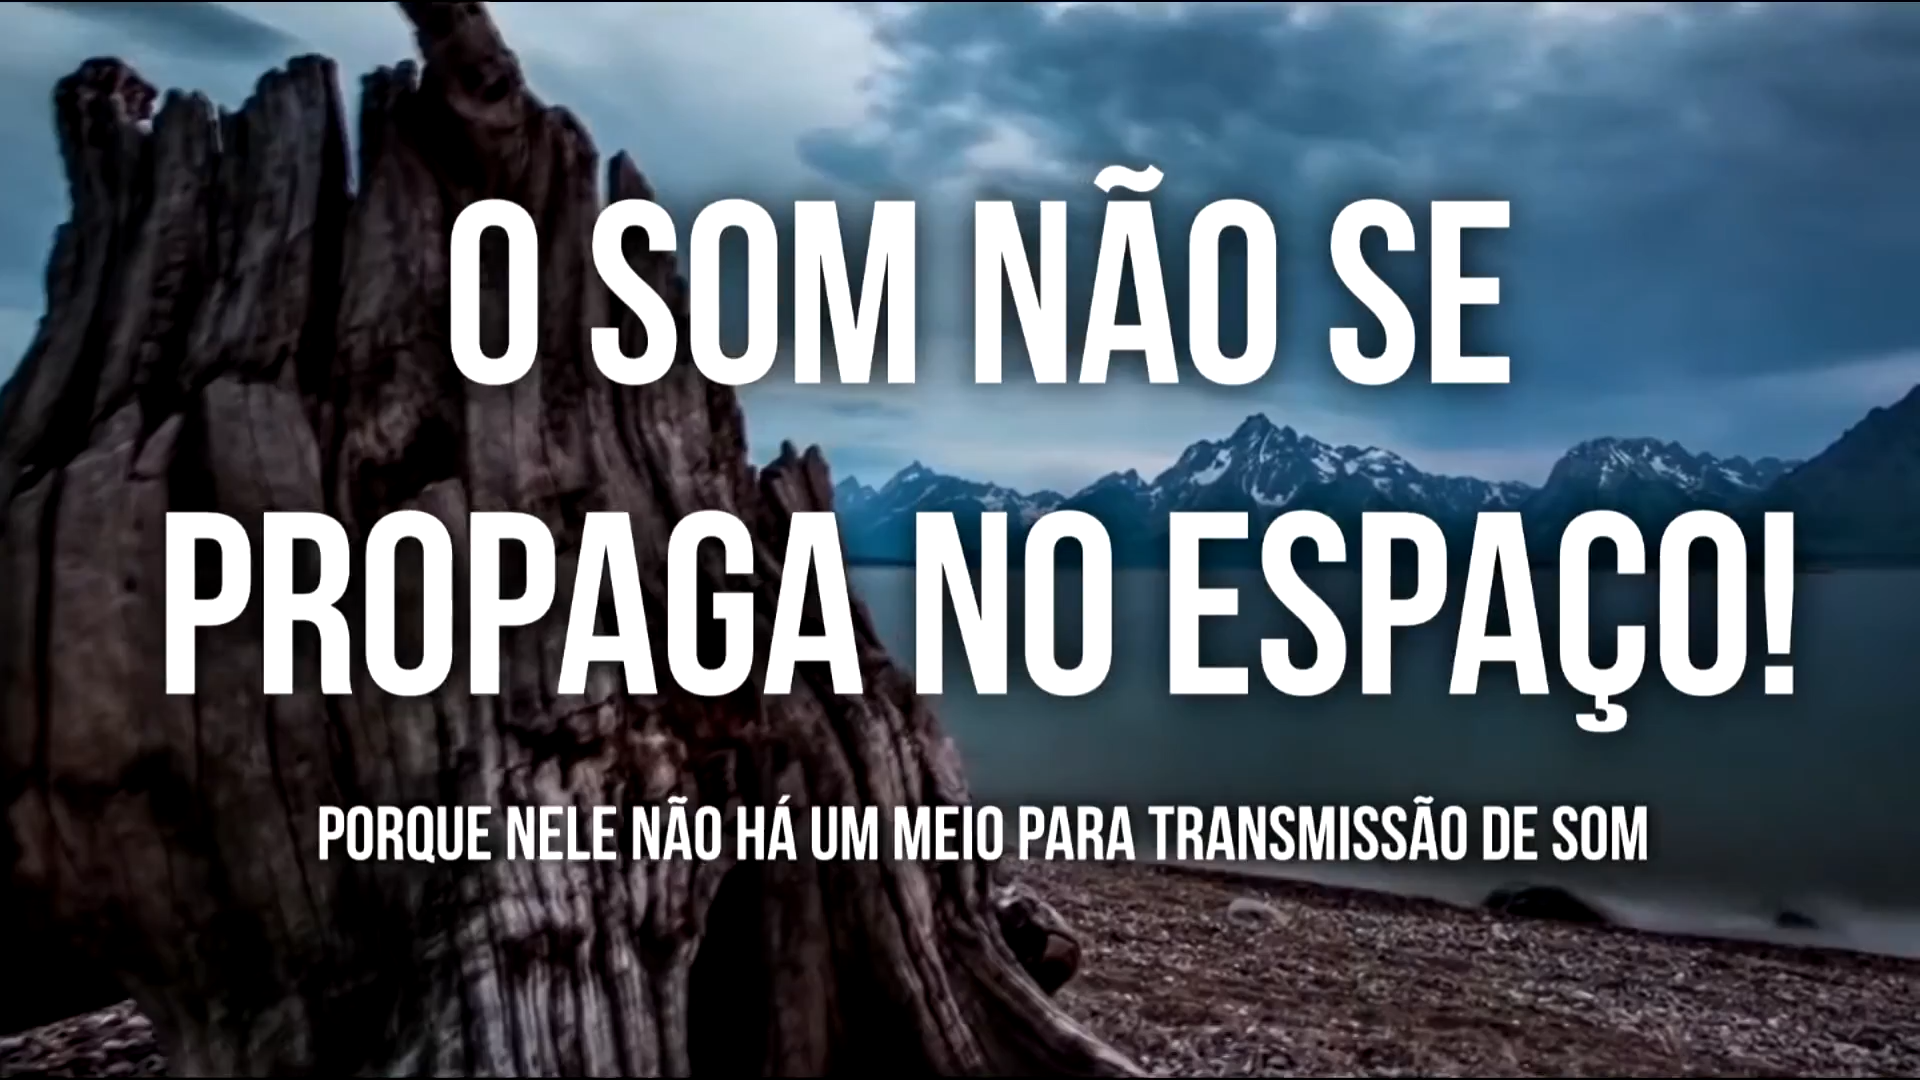 O SOM NÃO SE
PROPAGA NO ESPAÇO!
PORQUE NELE NÃO HÁ UM MEIO PARA TRANSMISSÃO DE SOM